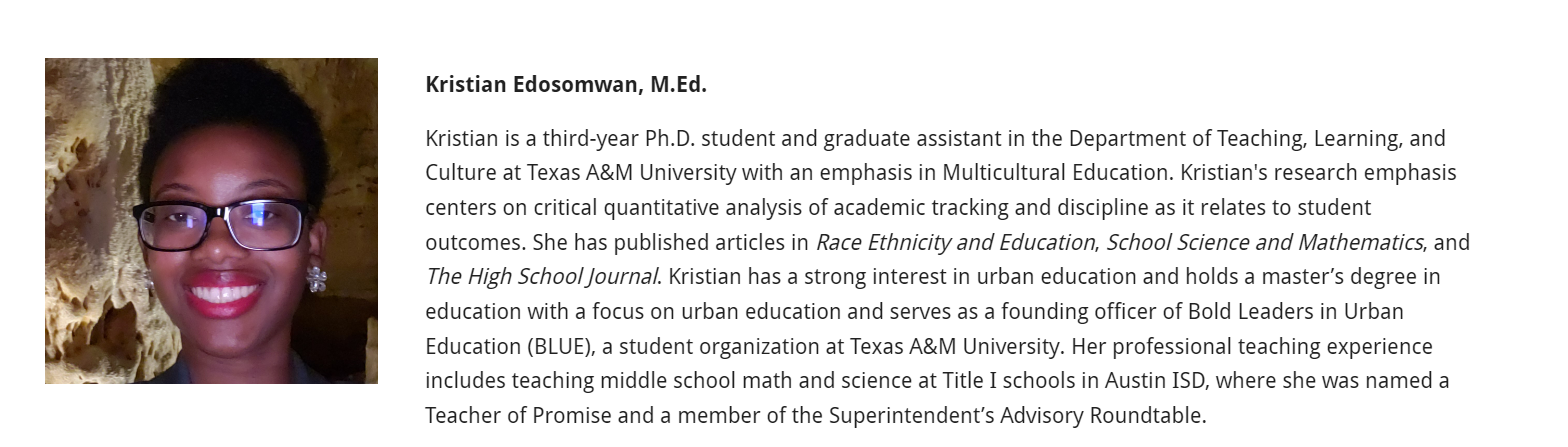 Kristian Edosomwan, M.Ed.
Kristian is a third-year Ph.D. student and graduate assistant in the Department of Teaching, Learning, and
Culture at Texas A&M University with an emphasis in Multicultural Education. Kristian's research emphasis
centers on critical quantitative analysis of academic tracking and discipline as it relates to student
outcomes. She has published articles in Race Ethnicity and Education, School Science and Mathematics, and
The High School Journal. Kristian has a strong interest in urban education and holds a master’s degree in
education with a focus on urban education and serves as a founding officer of Bold Leaders in Urban
Education (BLUE), a student organization at Texas A&M University. Her professional teaching experience
includes teaching middle school math and science at Title I schools in Austin ISD, where she was named a
Teacher of Promise and a member of the Superintendent’s Advisory Roundtable.